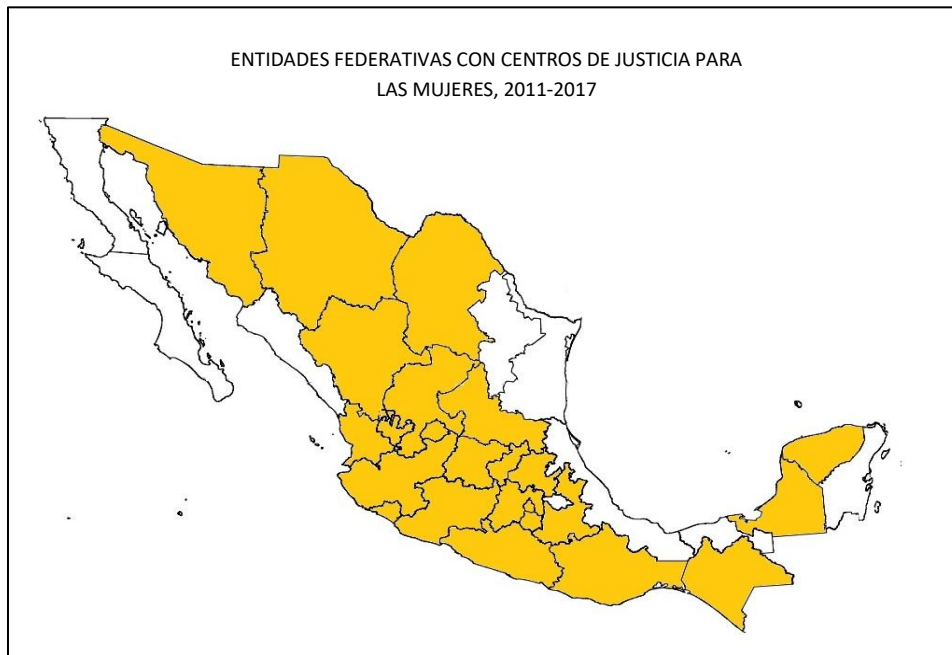 ENTIDADES FEDERATIVAS CON CENTROS DE JUSTICIA PARA
LAS MUJERES, 2011-2017